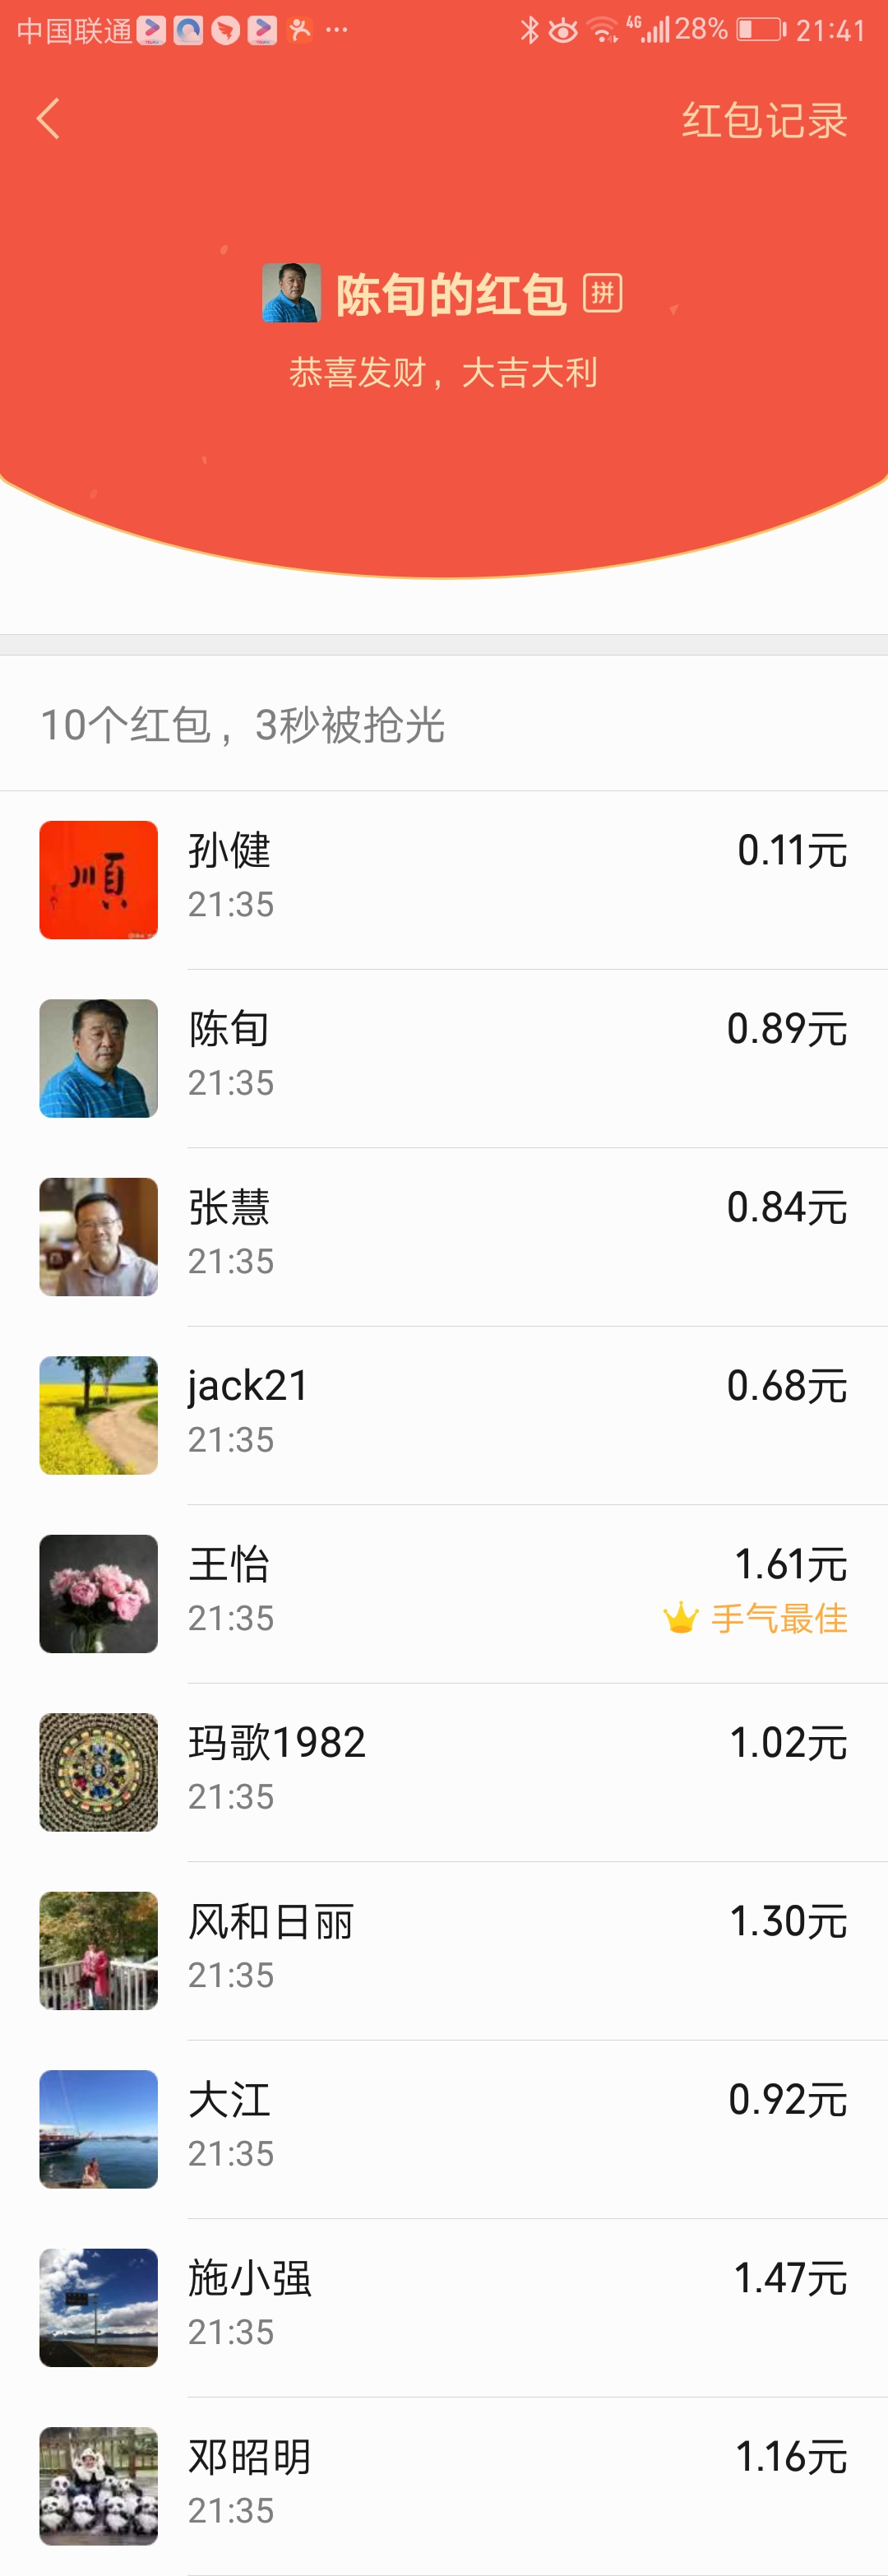 中国联通 ··· 4G 28% 21:41
红包记录
陈旬的红包 拼
恭喜发财，大吉大利
10个红包，3秒被抢光
順
孙健 0.11元
21:35
陈旬 0.89元
21:35
张慧 0.84元
21:35
jack21 0.68元
21:35
王怡 1.61元
21:35 手气最佳
玛歌1982 1.02元
21:35
风和日丽 1.30元
21:35
大江 0.92元
21:35
施小强 1.47元
21:35
邓昭明 1.16元
21:35